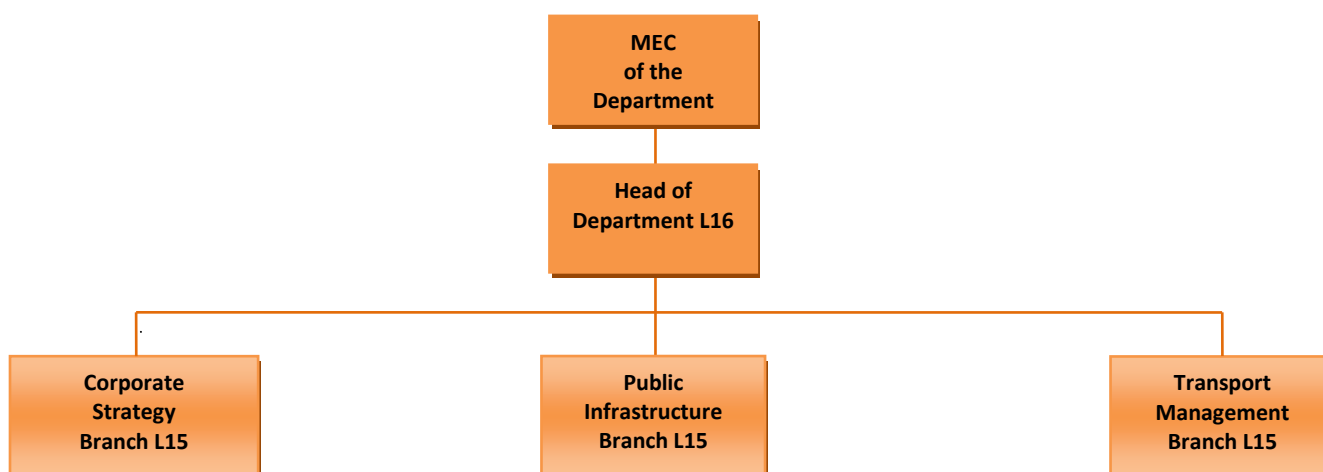 MEC
of the
Department
Head of
Department L16
.
Corporate
Strategy
Branch L15
Public
Infrastructure
Branch L15
Transport
Management
Branch L15